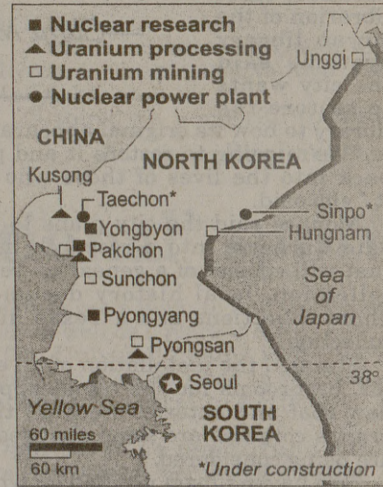 Nuclear research
Uranium processing
Uranium mining
Nuclear power plant
Unggi
CHINA
NORTH KOREA
Kusong
Taechon*
Yongbyon
Pakchon
Sinpo*
Hungnam
Sunchon
Sea
of
Japan
Pyongyang
Pyongsan
38°
Seoul
Yellow Sea
SOUTH
KOREA
60 miles
60 km
*Under construction